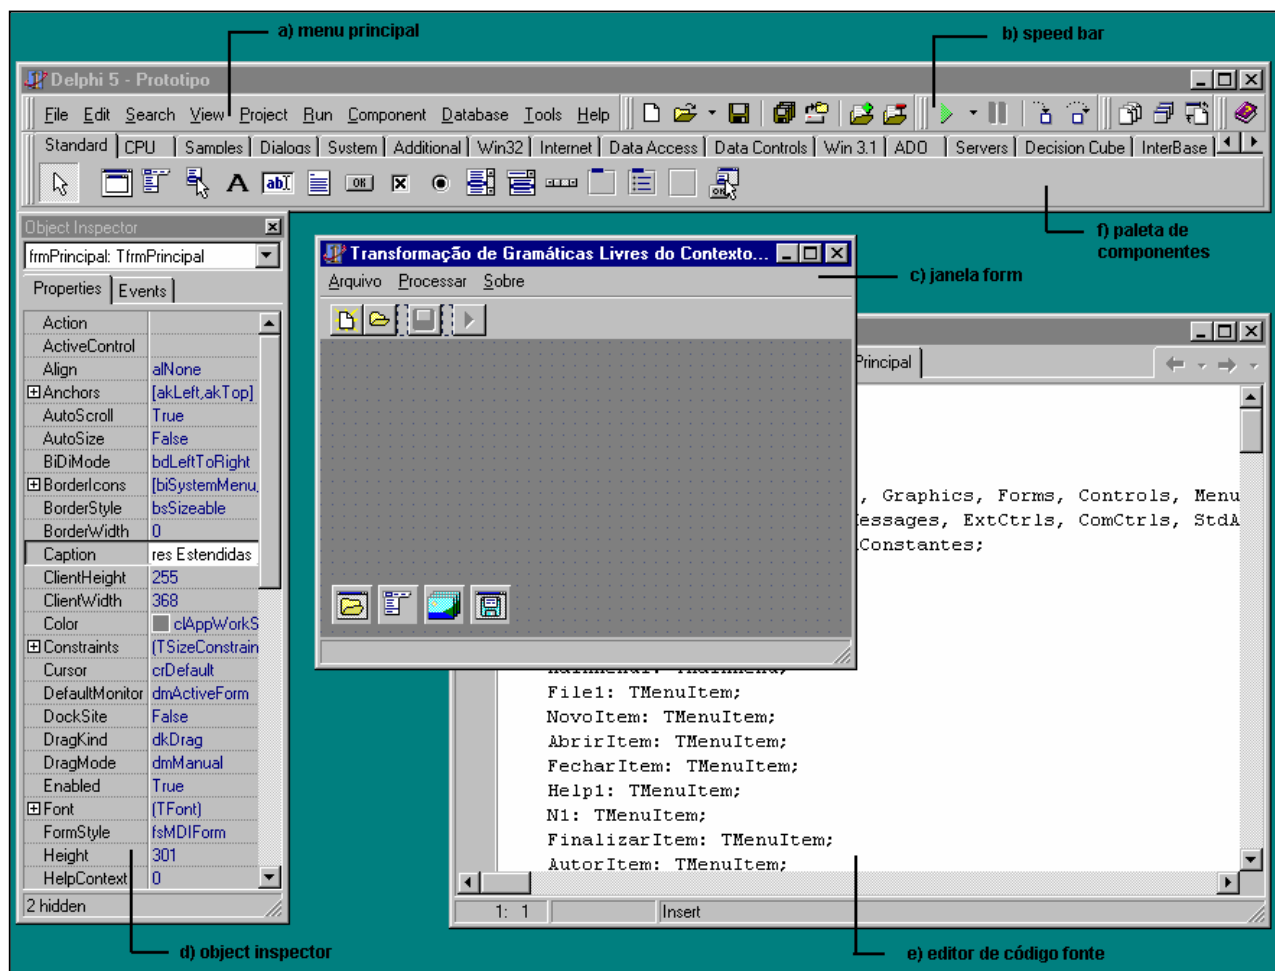 a) menu principal
b) speed bar
Delphi 5 - Prototipo
File Edit Search View Project Run Component Database Tools Help
Standard CPU Samples Dialogs System Additional Win32 Internet Data Access Data Controls Win 3.1 ADO Servers Decision Cube InterBase
A ab OK
OK
f) paleta de
componentes
Object Inspector
frmPrincipal: TfrmPrincipal
Properties Events
Action
ActiveControl
Align alNone
Anchors [akLeft,akTop]
AutoScroll True
AutoSize False
BiDiMode bdLeftToRight
BorderIcons [biSystemMenu,
BorderStyle bsSizeable
BorderWidth 0
Caption res Estendidas
ClientHeight 255
ClientWidth 368
Color clAppWorkS
Constraints (TSizeConstrain
Cursor crDefault
DefaultMonitor dmActiveForm
DockSite False
DragKind dkDrag
DragMode dmManual
Enabled True
Font (TFont)
FormStyle fsMDIForm
Height 301
HelpContext 0
2 hidden
d) object inspector
Transformação de Gramáticas Livres do Contexto...
Arquivo Processar Sobre
c) janela form
Principal
, Graphics, Forms, Controls, Menu
essages, ExtCtrls, ComCtrls, StdA
Constantes;
MainMenu1: TMainMenu;
File1: TMenuItem;
NovoItem: TMenuItem;
AbrirItem: TMenuItem;
FecharItem: TMenuItem;
Help1: TMenuItem;
N1: TMenuItem;
FinalizarItem: TMenuItem;
AutorItem: TMenuItem;
1: 1 Insert
e) editor de código fonte